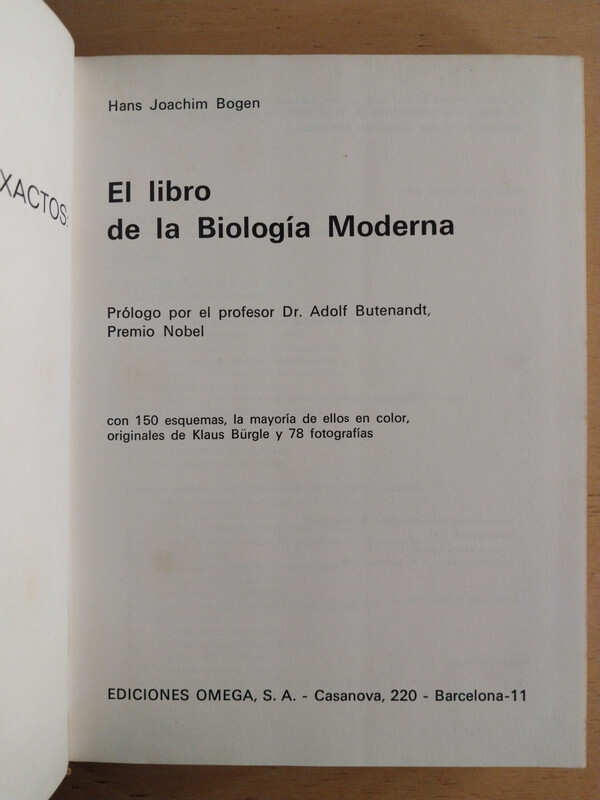 XACTOS:
Hans Joachim Bogen
El libro
de la Biología Moderna
Prólogo por el profesor Dr. Adolf Butenandt,
Premio Nobel
con 150 esquemas, la mayoría de ellos en color,
originales de Klaus Bürgle y 78 fotografías
EDICIONES OMEGA, S. A. - Casanova, 220 - Barcelona-11